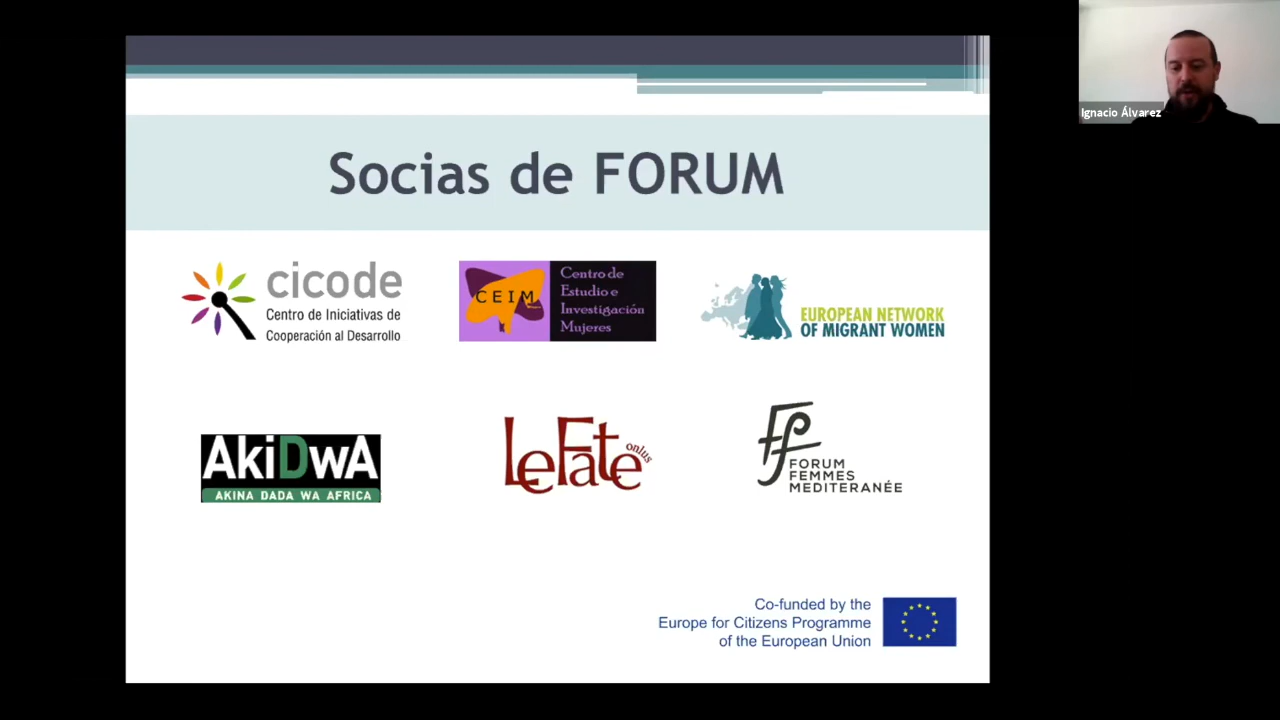 Ignacio Álvarez
Socias de FORUM
cicode
Centro de Iniciativas de
Cooperación al Desarrollo
CEIM
Centro de
Estudio e
Investigación
Mujeres
EUROPEAN NETWORK
OF MIGRANT WOMEN
AkiDwA
AKINA DADA WA AFRICA
LeFate
onlus
FORUM
FEMMES
MEDITERANÉE
Co-funded by the
Europe for Citizens Programme
of the European Union